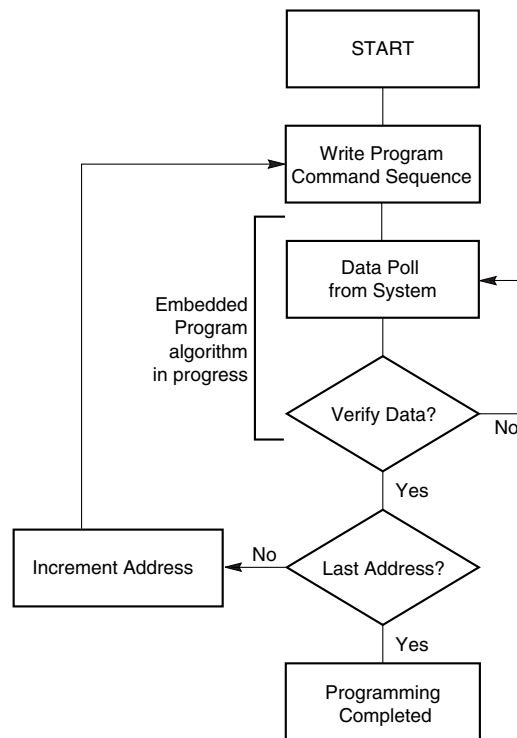 START
Write Program
Command Sequence
Data Poll
from System
Embedded
Program
algorithm
in progress
Verify Data?
No
Yes
No
Increment Address
Last Address?
Yes
Programming
Completed